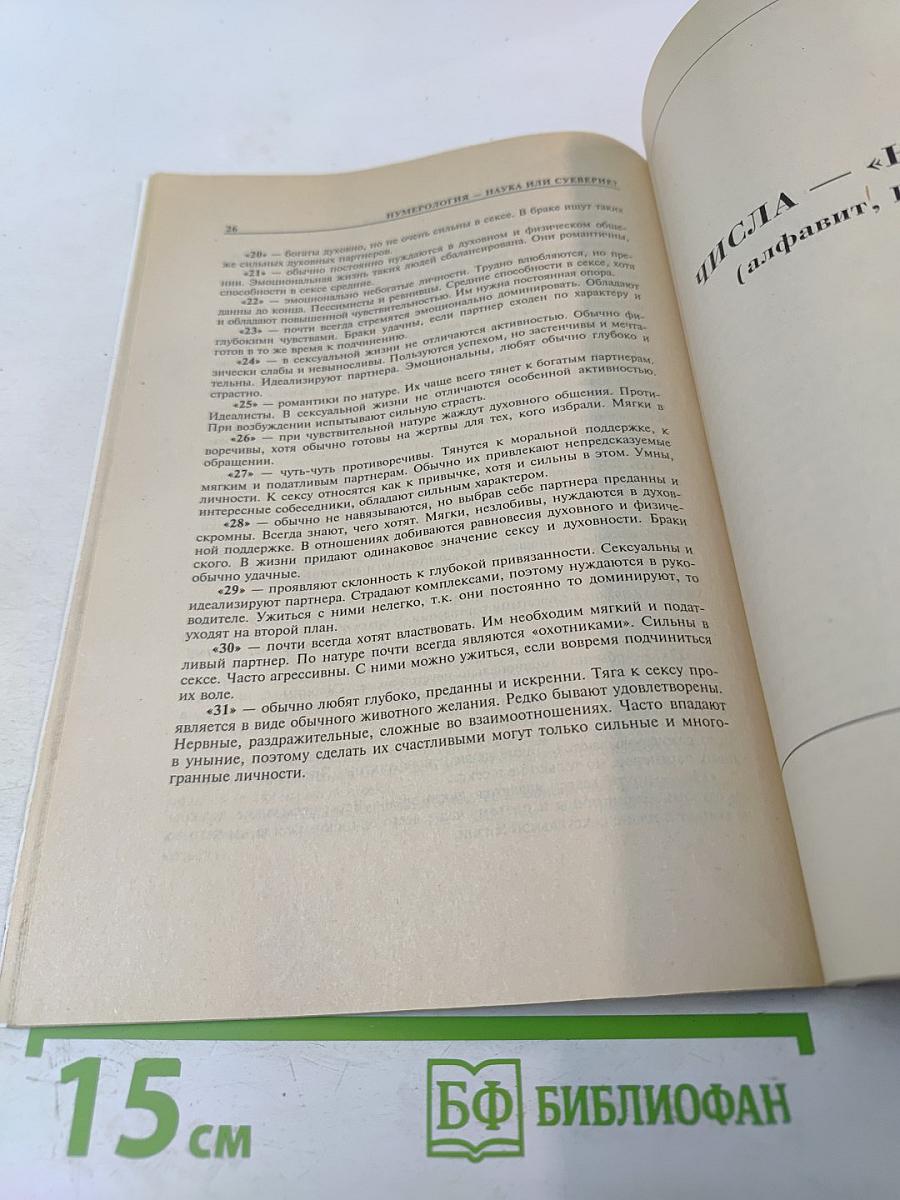 26
НУМЕРОЛОГИЯ — НАУКА ИЛИ СУЕВЕРИЕ?
«20» — богаты духовно, но не очень сильны в сексе. В браке ищут таких
же сильных духовных партнеров.
«21» — обычно постоянно нуждаются в духовном и физическом обще-
нии. Эмоциональная жизнь таких людей сбалансирована. Они романтичны,
способности в сексе средние.
«22» — эмоционально небогатые личности. Трудно влюбляются, но пре-
данны до конца. Пессимисты и ревнивцы. Средние способности в сексе, хотя
и обладают повышенной чувствительностью. Им нужна постоянная опора.
«23» — почти всегда стремятся эмоционально доминировать. Обладают
глубокими чувствами. Браки удачны, если партнер сходен по характеру и
готов в то же время к подчинению.
«24» — в сексуальной жизни не отличаются активностью. Обычно фи-
зически слабы и невыносливы. Пользуются успехом, но застенчивы и мечта-
тельны. Идеализируют партнера. Эмоциональны, любят обычно глубоко и
страстно.
«25» — романтики по натуре. Их чаще всего тянет к богатым партнерам.
Идеалисты. В сексуальной жизни не отличаются особенной активностью.
При возбуждении испытывают сильную страсть.
«26» — при чувствительной натуре жаждут духовного общения. Проти-
воречивы, хотя обычно готовы на жертвы для тех, кого избрали. Мягки в
обращении.
«27» — чуть-чуть противоречивы. Тянутся к моральной поддержке, к
мягким и податливым партнерам. Обычно их привлекают непредсказуемые
личности. К сексу относятся как к привычке, хотя и сильны в этом. Умны,
интересные собеседники, обладают сильным характером.
«28» — обычно не навязываются, но выбрав себе партнера преданны и
скромны. Всегда знают, чего хотят. Мягки, незлобивы, нуждаются в духов-
ной поддержке. В отношениях добиваются равновесия духовного и физиче-
ского. В жизни придают одинаковое значение сексу и духовности. Браки
обычно удачные.
«29» — проявляют склонность к глубокой привязанности. Сексуальны и
идеализируют партнера. Страдают комплексами, поэтому нуждаются в руко-
водителе. Ужиться с ними нелегко, т.к. они постоянно то доминируют, то
уходят на второй план.
«30» — почти всегда хотят властвовать. Им необходим мягкий и подат-
ливый партнер. По натуре почти всегда являются «охотниками». Сильны в
сексе. Часто агрессивны. С ними можно ужиться, если вовремя подчиниться
их воле.
«31» — обычно любят глубоко, преданны и искренни. Тяга к сексу про-
является в виде обычного животного желания. Редко бывают удовлетворены.
Нервные, раздражительные, сложные во взаимоотношениях. Часто впадают
в уныние, поэтому сделать их счастливыми могут только сильные и много-
гранные личности.
ЧИСЛА — «
(алфавит,
15 см
БФ БИБЛИОФАН